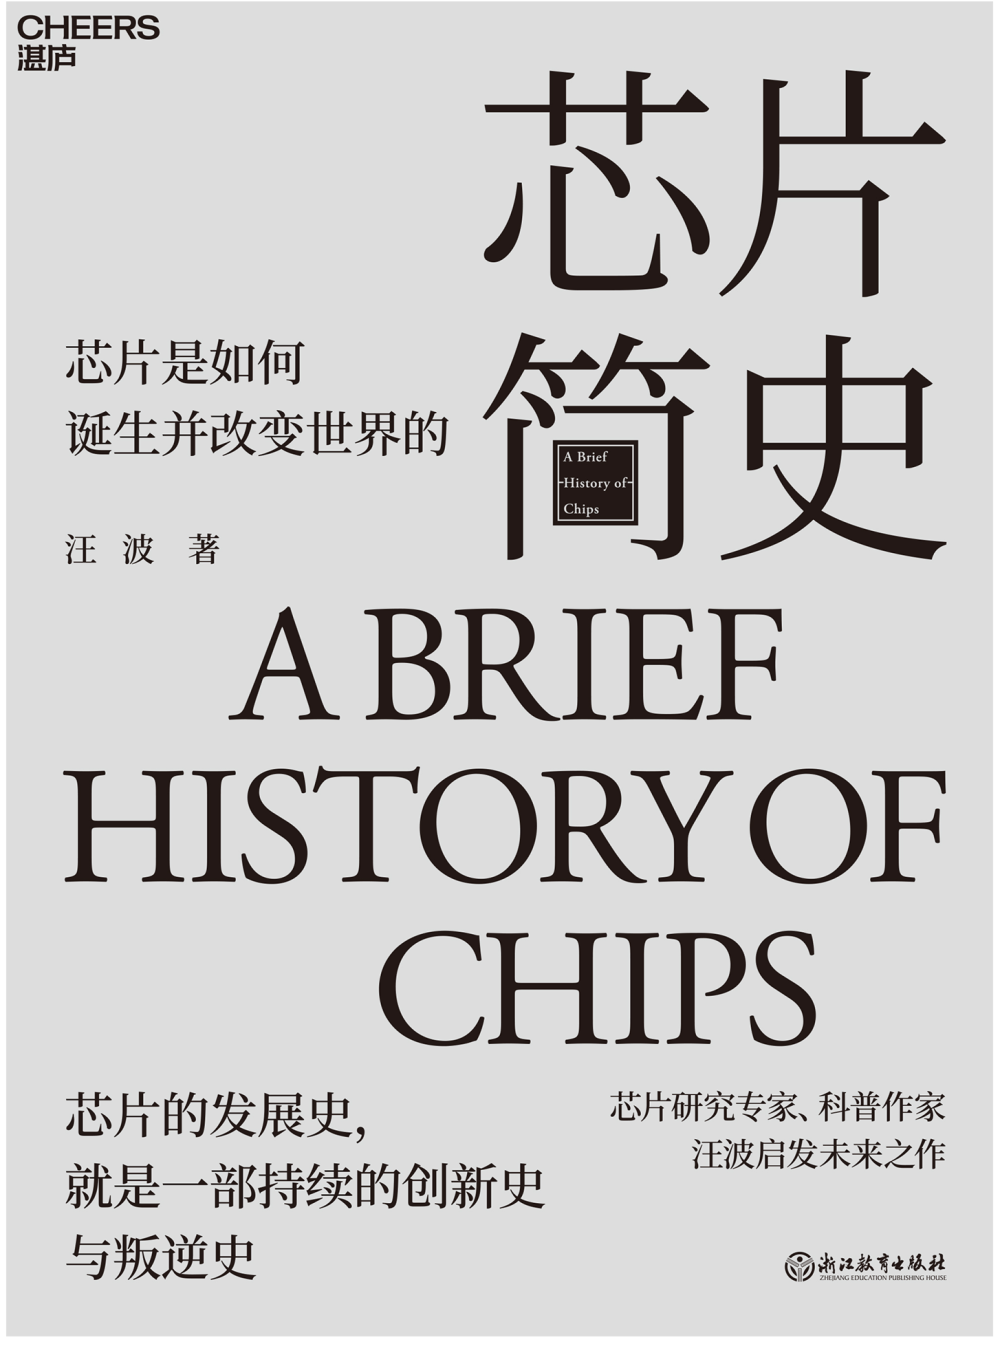 CHEERS
湛庐
芯片
简史
A Brief
History of
Chips
芯片是如何
诞生并改变世界的
汪 波 著
A BRIEF
HISTORY OF
CHIPS
芯片的发展史，
就是一部持续的创新史
与叛逆史
芯片研究专家、科普作家
汪波启发未来之作
浙江教育出版社
ZHEJIANG EDUCATION PUBLISHING HOUSE